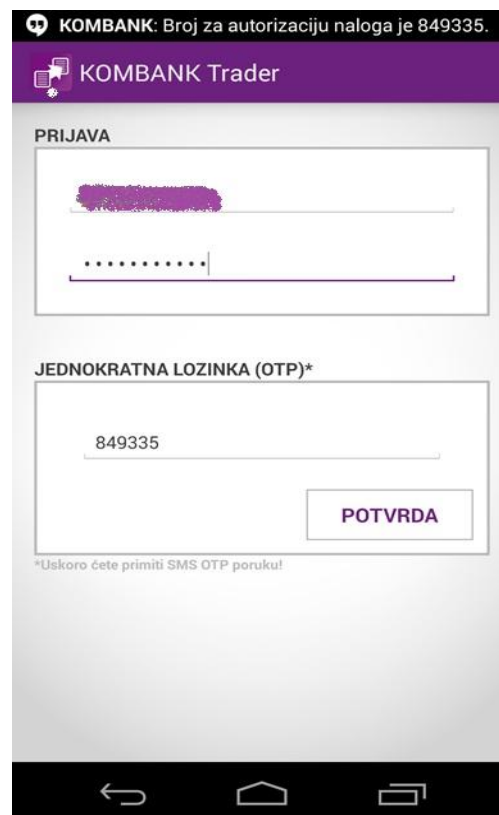 KOMBANK: Broj za autorizaciju naloga je 849335.
KOMBANK Trader
PRIJAVA
•••••••••••
JEDNOKRATNA LOZINKA (OTP)*
849335
POTVRDA
*Uskoro ćete primiti SMS OTP poruku!